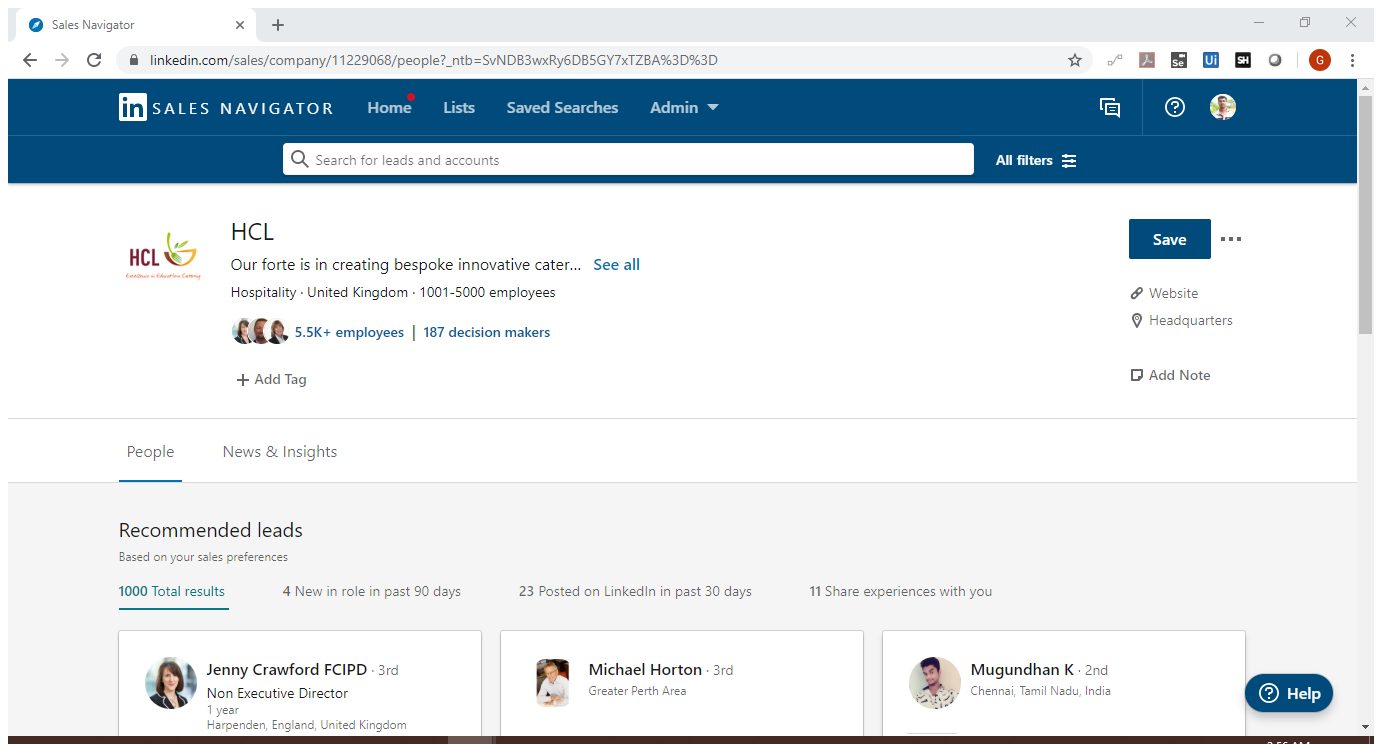 Sales Navigator
linkedin.com/sales/company/11229068/people?_ntb=SvNDB3wxRy6DB5GY7xTZBA%3D%3D
Se
Ui
SH
G
in SALES NAVIGATOR
Home
Lists
Saved Searches
Admin
Search for leads and accounts
All filters
HCL
Excellence in Education Catering
HCL
Our forte is in creating bespoke innovative cater...
See all
Hospitality · United Kingdom · 1001-5000 employees
5.5K+ employees | 187 decision makers
Add Tag
Save
Website
Headquarters
Add Note
People
News & Insights
Recommended leads
Based on your sales preferences
1000 Total results
4 New in role in past 90 days
23 Posted on LinkedIn in past 30 days
11 Share experiences with you
Jenny Crawford FCIPD · 3rd
Non Executive Director
1 year
Harpenden, England, United Kingdom
Michael Horton · 3rd
Greater Perth Area
Mugundhan K · 2nd
Chennai, Tamil Nadu, India
Help